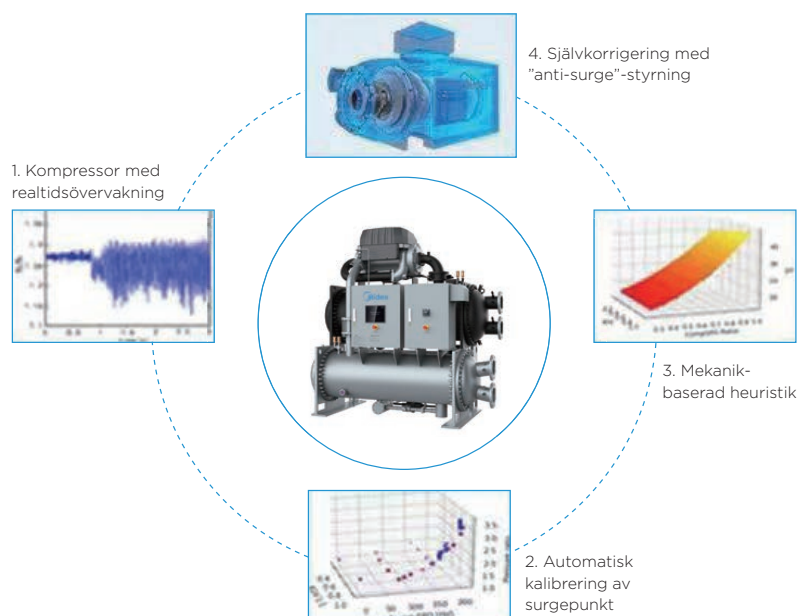 4. Självkorrigering med
”anti-surge”-styrning
1. Kompressor med
realtidsövervakning
Midea
3. Mekanik-
baserad heuristik
2. Automatisk
kalibrering av
surgepunkt